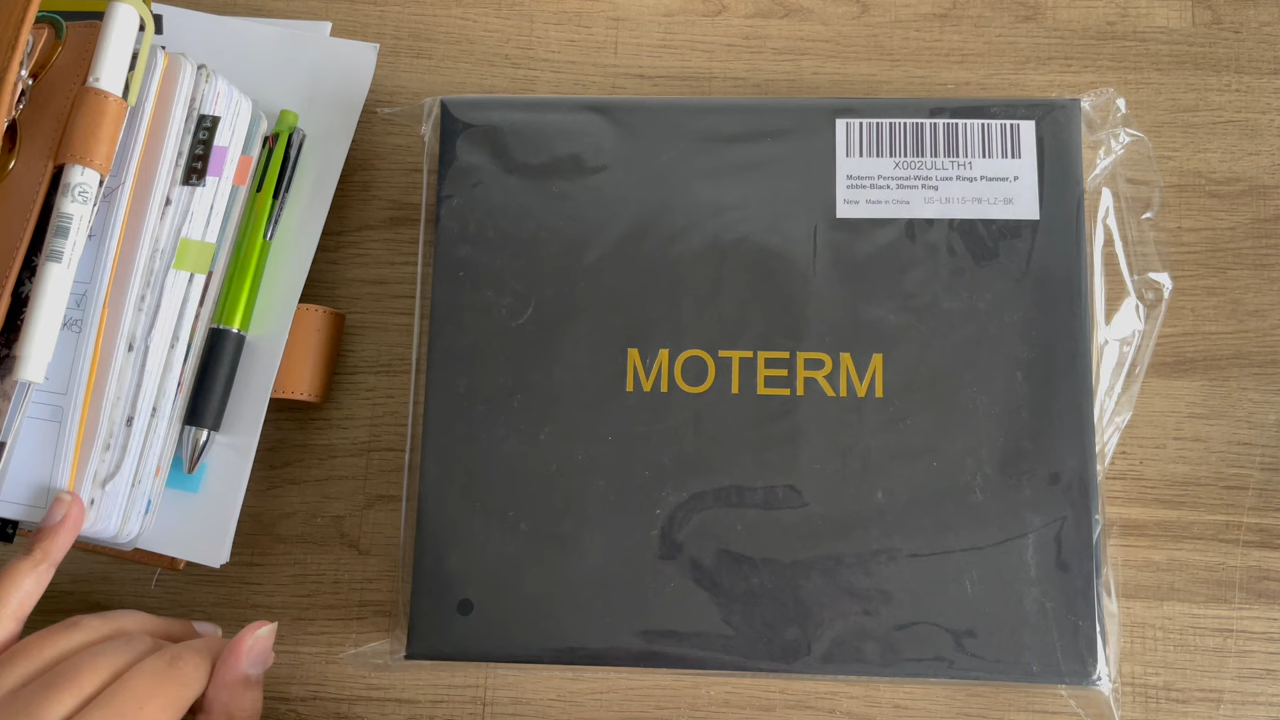 MONTH
kies
X002ULLTH1
Moterm Personal-Wide Luxe Rings Planner, P
ebble-Black, 30mm Ring
New Made in China US-LN115-PW-LZ-BK
MOTERM